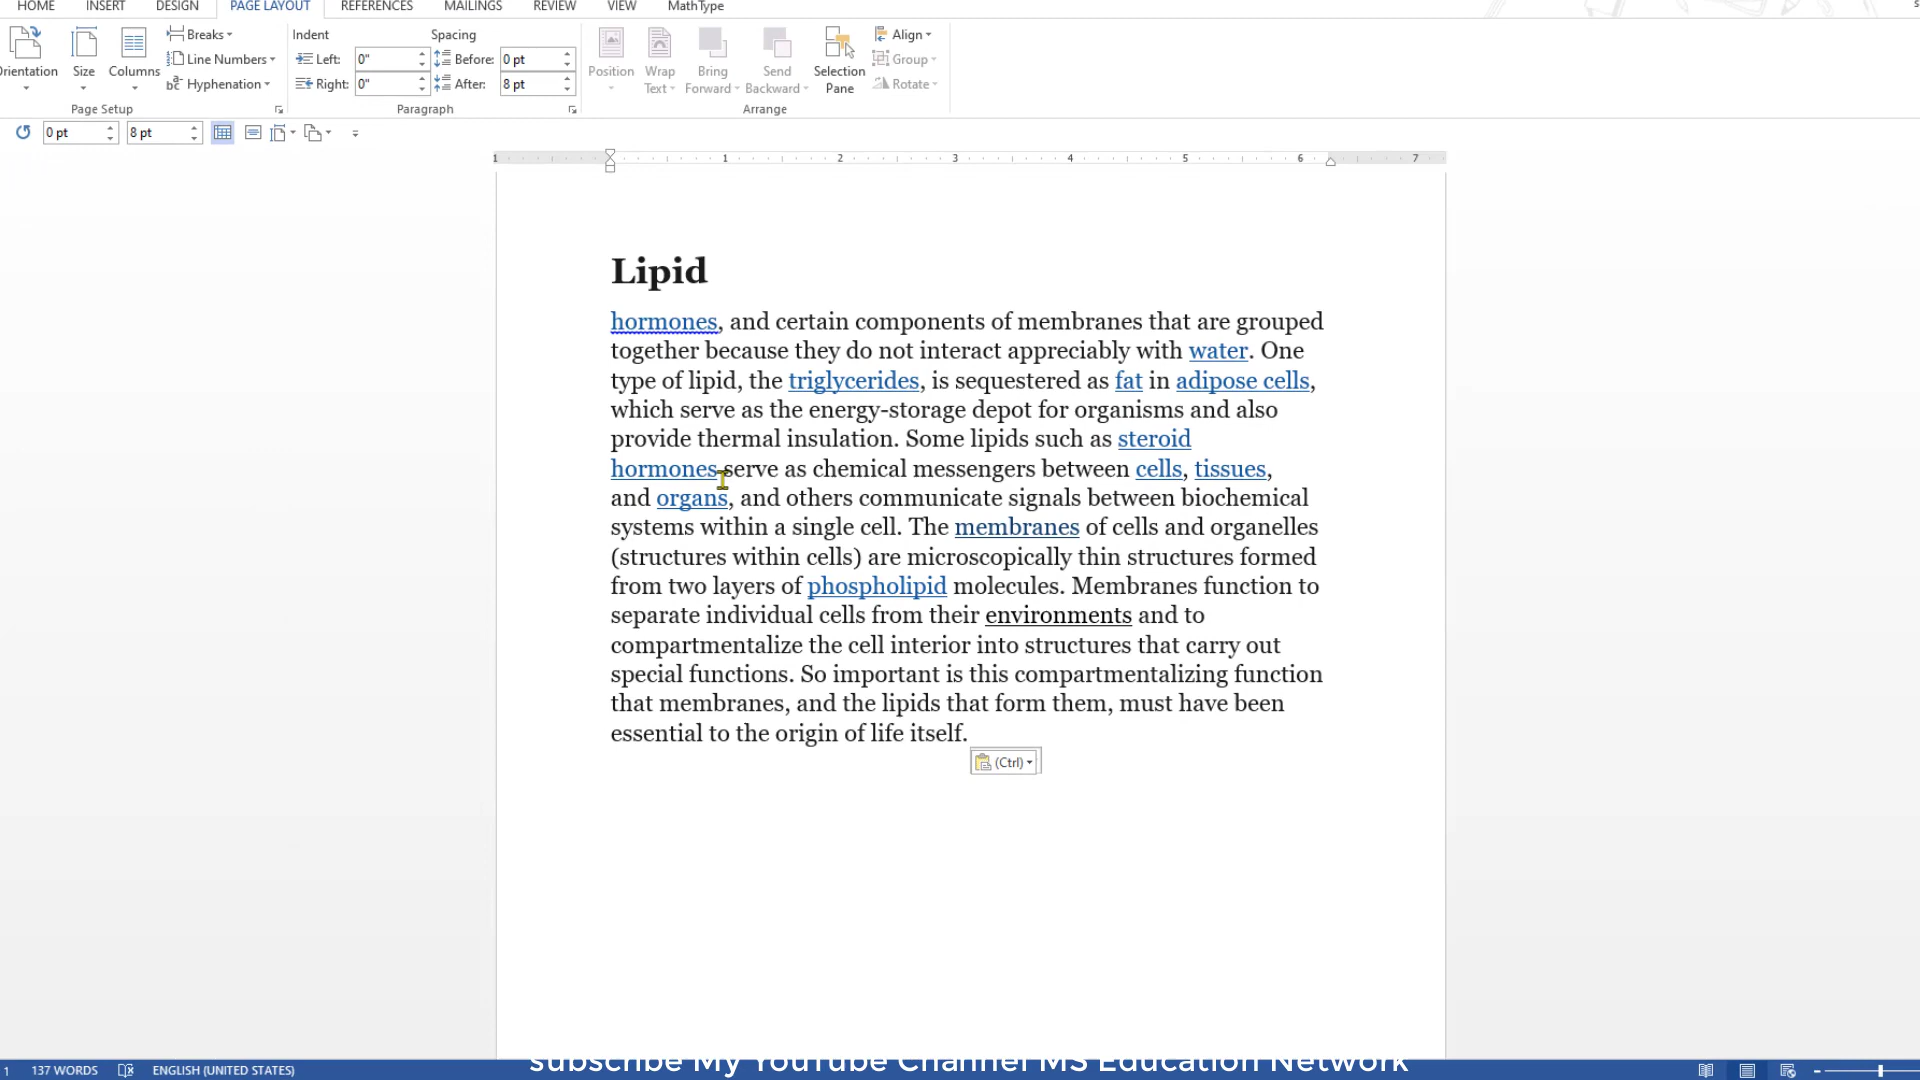 HOME INSERT DESIGN PAGE LAYOUT REFERENCES MAILINGS REVIEW VIEW MathType
Breaks Indent Spacing Align
Line Numbers Left: 0" Before: 0 pt Group
Orientation Size Columns Hyphenation Right: 0" After: 8 pt Position Wrap Text Bring Forward Send Backward Selection Pane Rotate
Page Setup Paragraph Arrange
0 pt 8 pt
1 1 2 3 4 5 6 7
Lipid
hormones, and certain components of membranes that are grouped
together because they do not interact appreciably with water. One
type of lipid, the triglycerides, is sequestered as fat in adipose cells,
which serve as the energy-storage depot for organisms and also
provide thermal insulation. Some lipids such as steroid
hormones serve as chemical messengers between cells, tissues,
and organs, and others communicate signals between biochemical
systems within a single cell. The membranes of cells and organelles
(structures within cells) are microscopically thin structures formed
from two layers of phospholipid molecules. Membranes function to
separate individual cells from their environments and to
compartmentalize the cell interior into structures that carry out
special functions. So important is this compartmentalizing function
that membranes, and the lipids that form them, must have been
essential to the origin of life itself.
(Ctrl)
subscribe My YouTube Channel MS Education Network
1 137 WORDS ENGLISH (UNITED STATES)